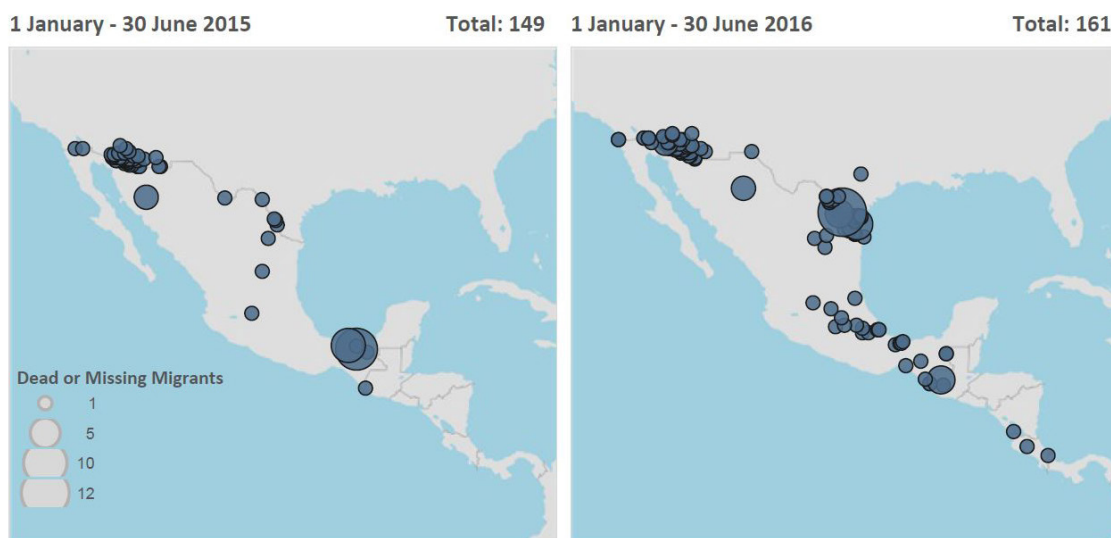 1 January - 30 June 2015
Total: 149
1 January - 30 June 2016
Total: 161
Dead or Missing Migrants
1
5
10
12